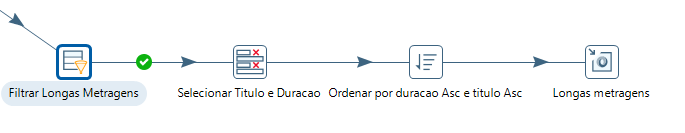 Filtrar Longas Metragens
Selecionar Titulo e Duracao
Ordenar por duracao Asc e titulo Asc
Longas metragens